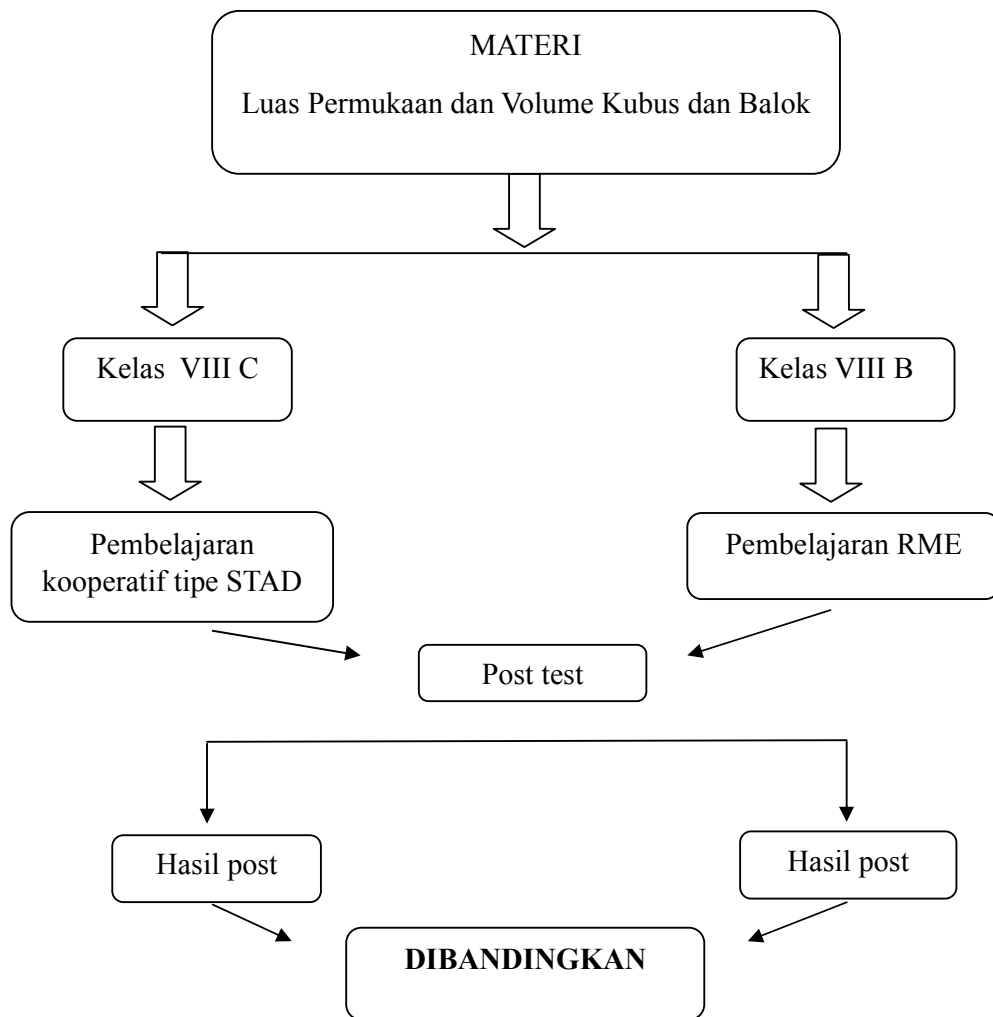 MATERI
Luas Permukaan dan Volume Kubus dan Balok
Kelas VIII C
Kelas VIII B
Pembelajaran
kooperatif tipe STAD
Pembelajaran RME
Post test
Hasil post
Hasil post
DIBANDINGKAN